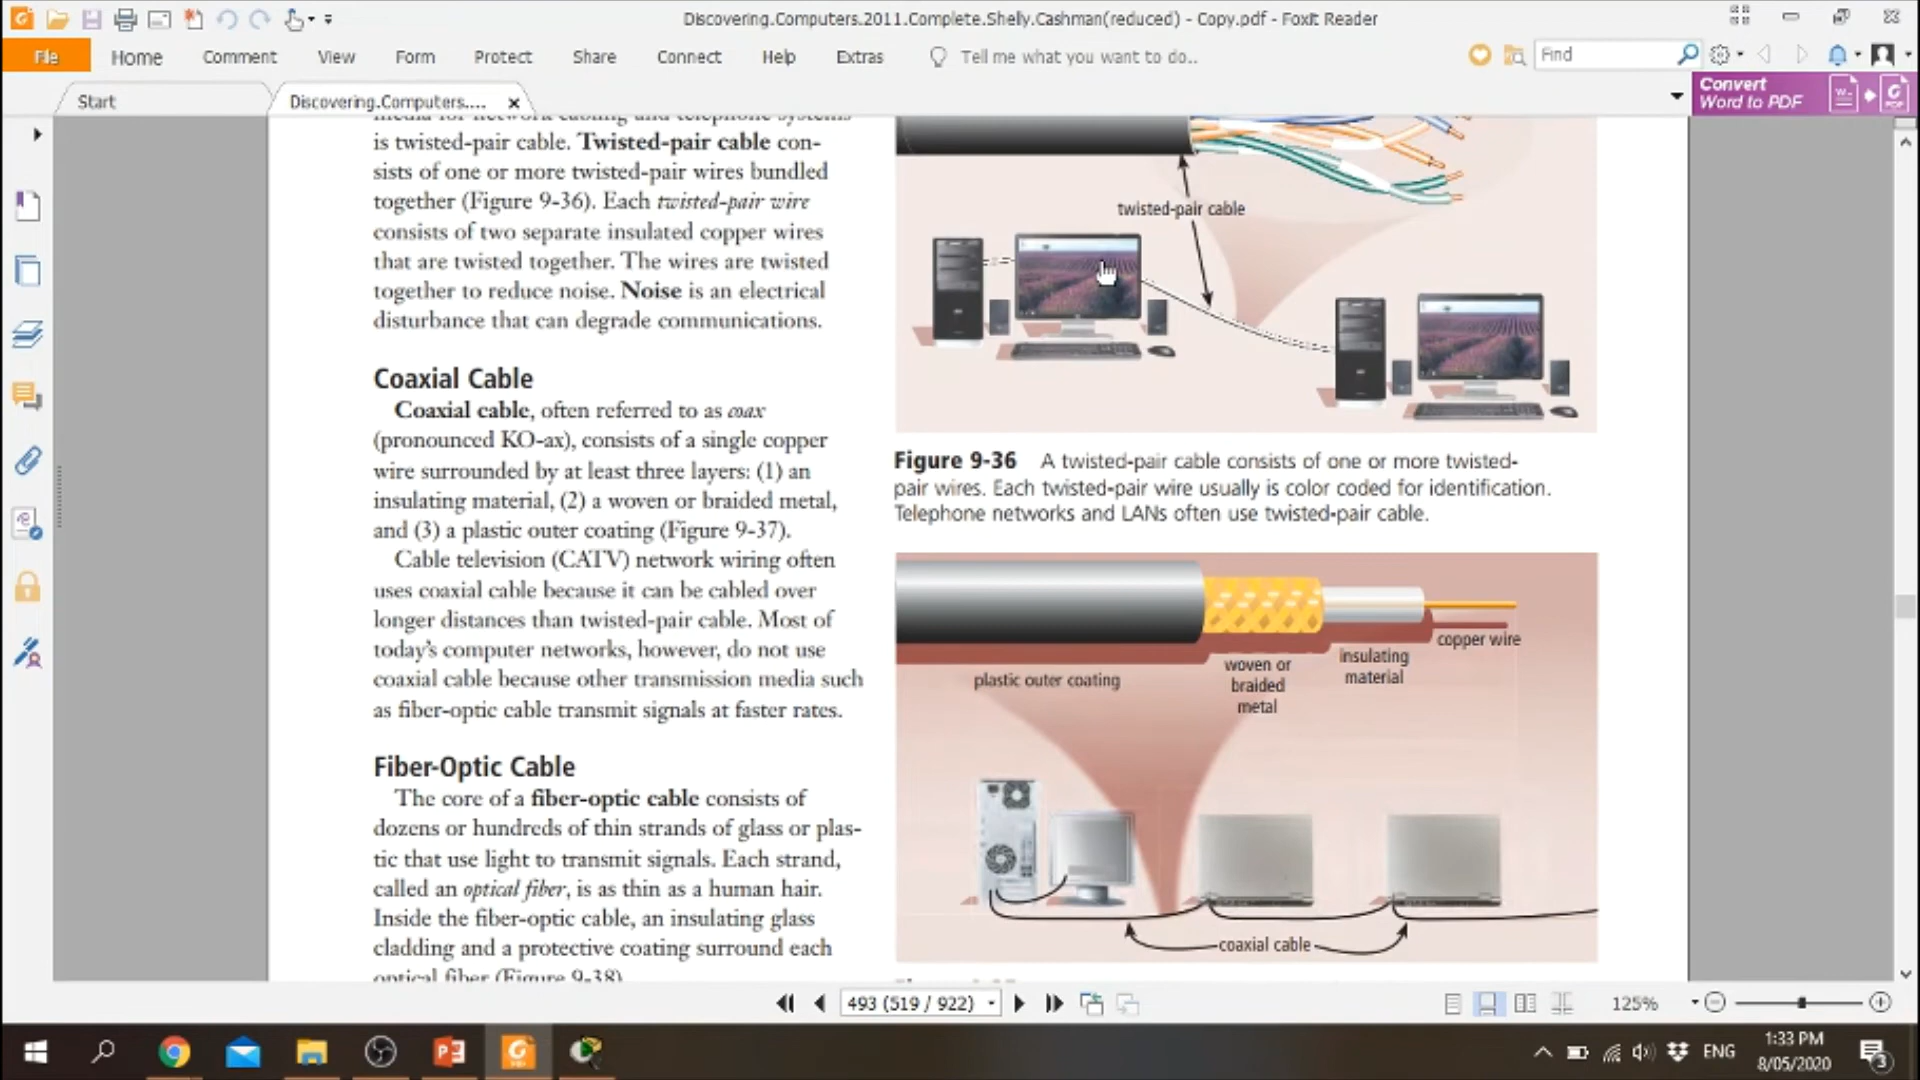 Discovering.Computers.2011.Complete.Shelly.Cashman(reduced) - Copy.pdf - Foxit Reader
File Home Comment View Form Protect Share Connect Help Extras Tell me what you want to do.. Find
Start Discovering.Computers....
Convert
Word to PDF
media for network cabling and telephone systems
is twisted-pair cable. Twisted-pair cable con-
sists of one or more twisted-pair wires bundled
together (Figure 9-36). Each twisted-pair wire
consists of two separate insulated copper wires
that are twisted together. The wires are twisted
together to reduce noise. Noise is an electrical
disturbance that can degrade communications.
Coaxial Cable
Coaxial cable, often referred to as coax
(pronounced KO-ax), consists of a single copper
wire surrounded by at least three layers: (1) an
insulating material, (2) a woven or braided metal,
and (3) a plastic outer coating (Figure 9-37).
Cable television (CATV) network wiring often
uses coaxial cable because it can be cabled over
longer distances than twisted-pair cable. Most of
today's computer networks, however, do not use
coaxial cable because other transmission media such
as fiber-optic cable transmit signals at faster rates.
Fiber-Optic Cable
The core of a fiber-optic cable consists of
dozens or hundreds of thin strands of glass or plas-
tic that use light to transmit signals. Each strand,
called an optical fiber, is as thin as a human hair.
Inside the fiber-optic cable, an insulating glass
cladding and a protective coating surround each
optical fiber (Figure 9-38).
twisted-pair cable
Figure 9-36 A twisted-pair cable consists of one or more twisted-
pair wires. Each twisted-pair wire usually is color coded for identification.
Telephone networks and LANs often use twisted-pair cable.
copper wire
insulating
material
woven or
braided
metal
plastic outer coating
coaxial cable
493 (519 / 922)
125%
ENG
1:33 PM
8/05/2020
3